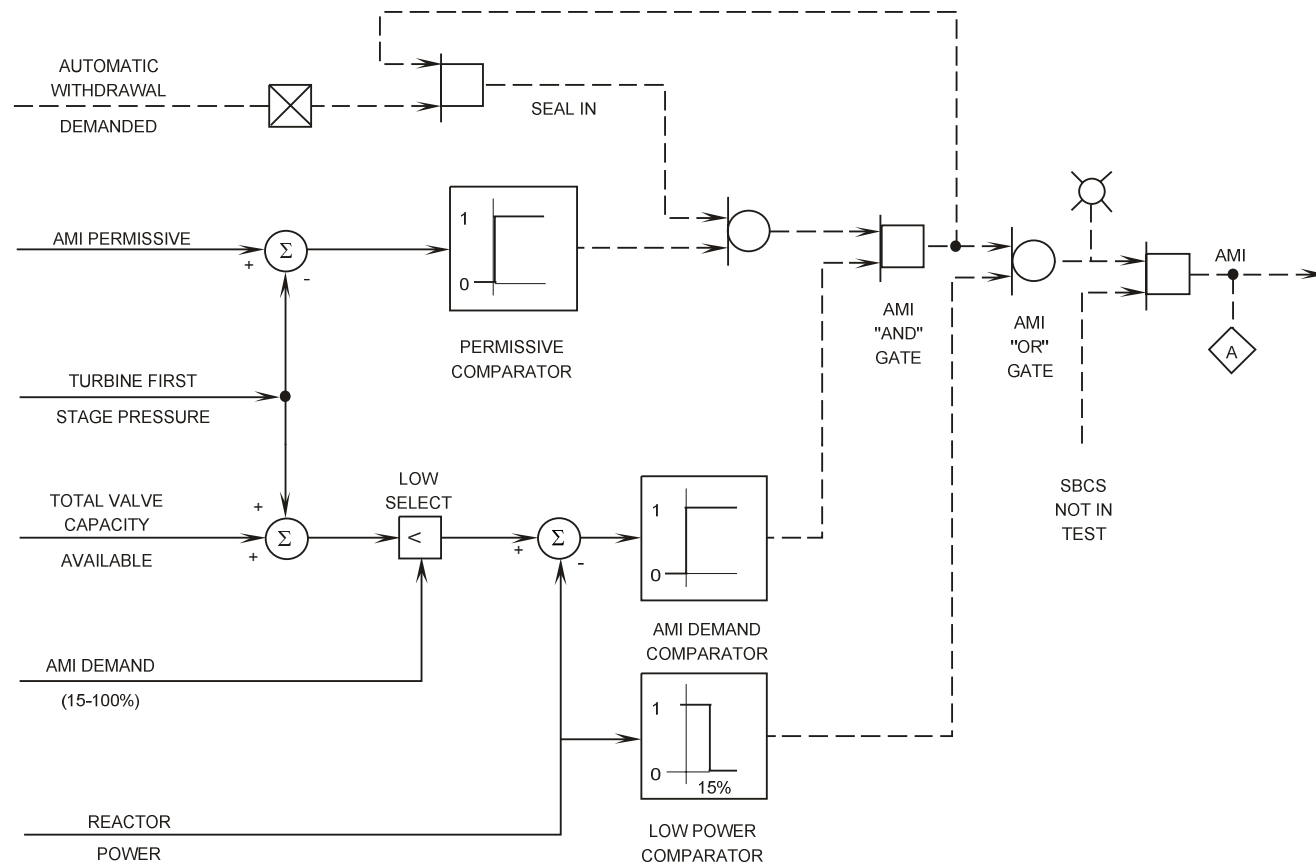 AUTOMATIC
WITHDRAWAL
DEMANDED
SEAL IN
AMI PERMISSIVE
+
Σ
-
1
0
PERMISSIVE
COMPARATOR
TURBINE FIRST
STAGE PRESSURE
AMI
"AND"
GATE
AMI
"OR"
GATE
AMI
A
SBCS
NOT IN
TEST
TOTAL VALVE
CAPACITY
AVAILABLE
+
+
Σ
LOW
SELECT
<
+
Σ
-
1
0
AMI DEMAND
COMPARATOR
AMI DEMAND
(15-100%)
1
0
15%
LOW POWER
COMPARATOR
REACTOR
POWER